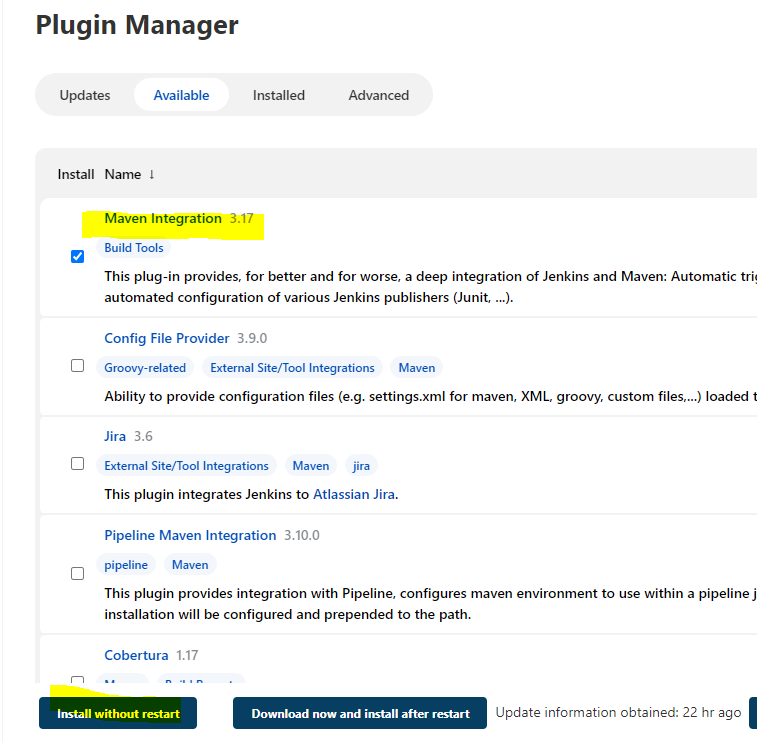 Plugin Manager
Updates Available Installed Advanced
Install Name ↓
Maven Integration 3.17
Build Tools
This plug-in provides, for better and for worse, a deep integration of Jenkins and Maven: Automatic
automated configuration of various Jenkins publishers (Junit, ...).
Config File Provider 3.9.0
Groovy-related External Site/Tool Integrations Maven
Ability to provide configuration files (e.g. settings.xml for maven, XML, groovy, custom files,...) loaded
Jira 3.6
External Site/Tool Integrations Maven jira
This plugin integrates Jenkins to Atlassian Jira.
Pipeline Maven Integration 3.10.0
pipeline Maven
This plugin provides integration with Pipeline, configures maven environment to use within a pipeline
installation will be configured and prepended to the path.
Cobertura 1.17
Install without restart Download now and install after restart Update information obtained: 22 hr ago